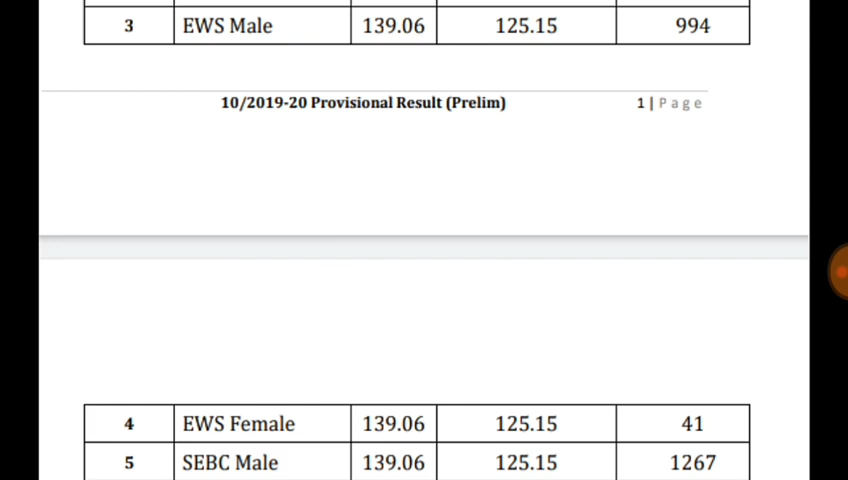 3 EWS Male 139.06 125.15 994
10/2019-20 Provisional Result (Prelim) 1 | Page
4 EWS Female 139.06 125.15 41
5 SEBC Male 139.06 125.15 1267